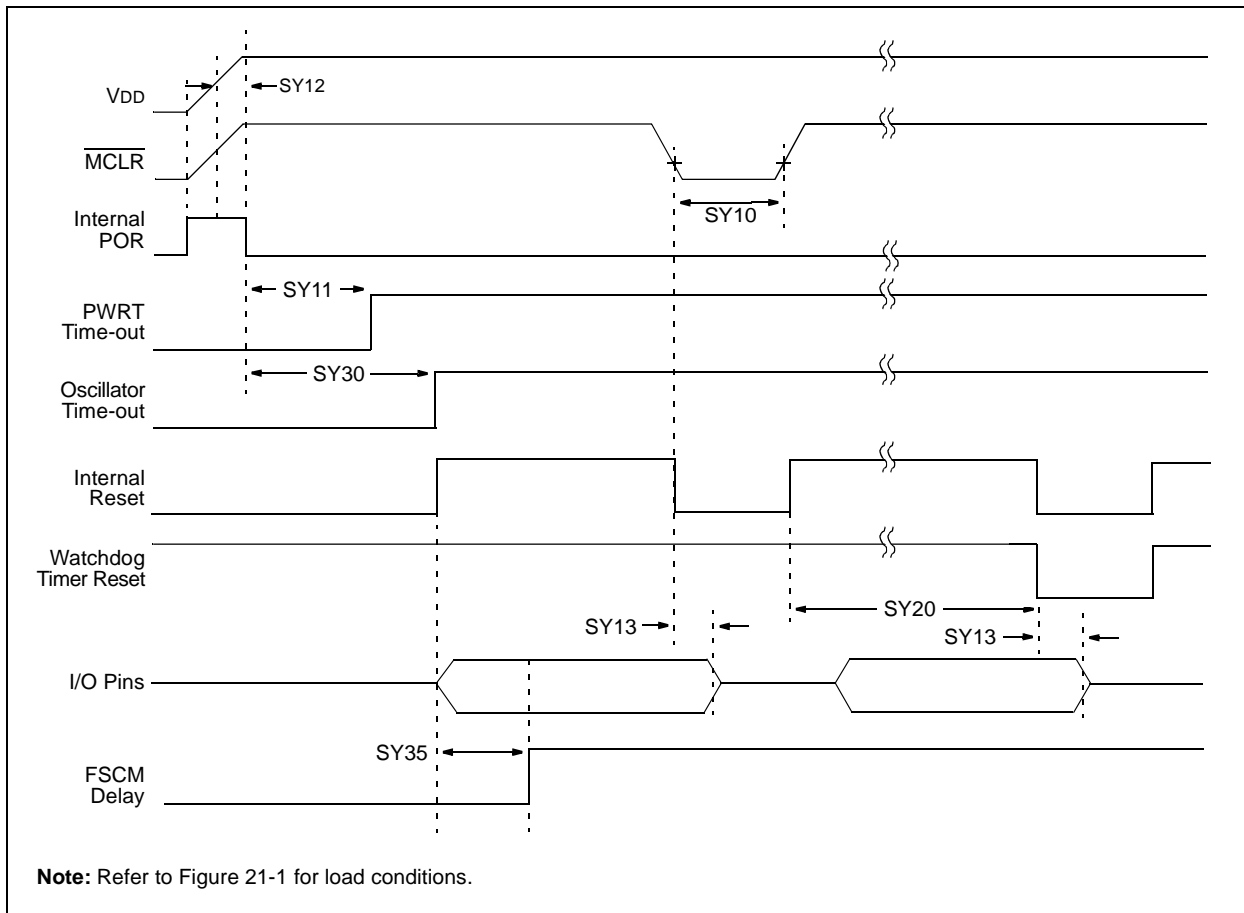 VDD
SY12
MCLR
SY10
Internal
POR
SY11
PWRT
Time-out
SY30
Oscillator
Time-out
Internal
Reset
Watchdog
Timer Reset
SY20
SY13
SY13
I/O Pins
SY35
FSCM
Delay
Note: Refer to Figure 21-1 for load conditions.